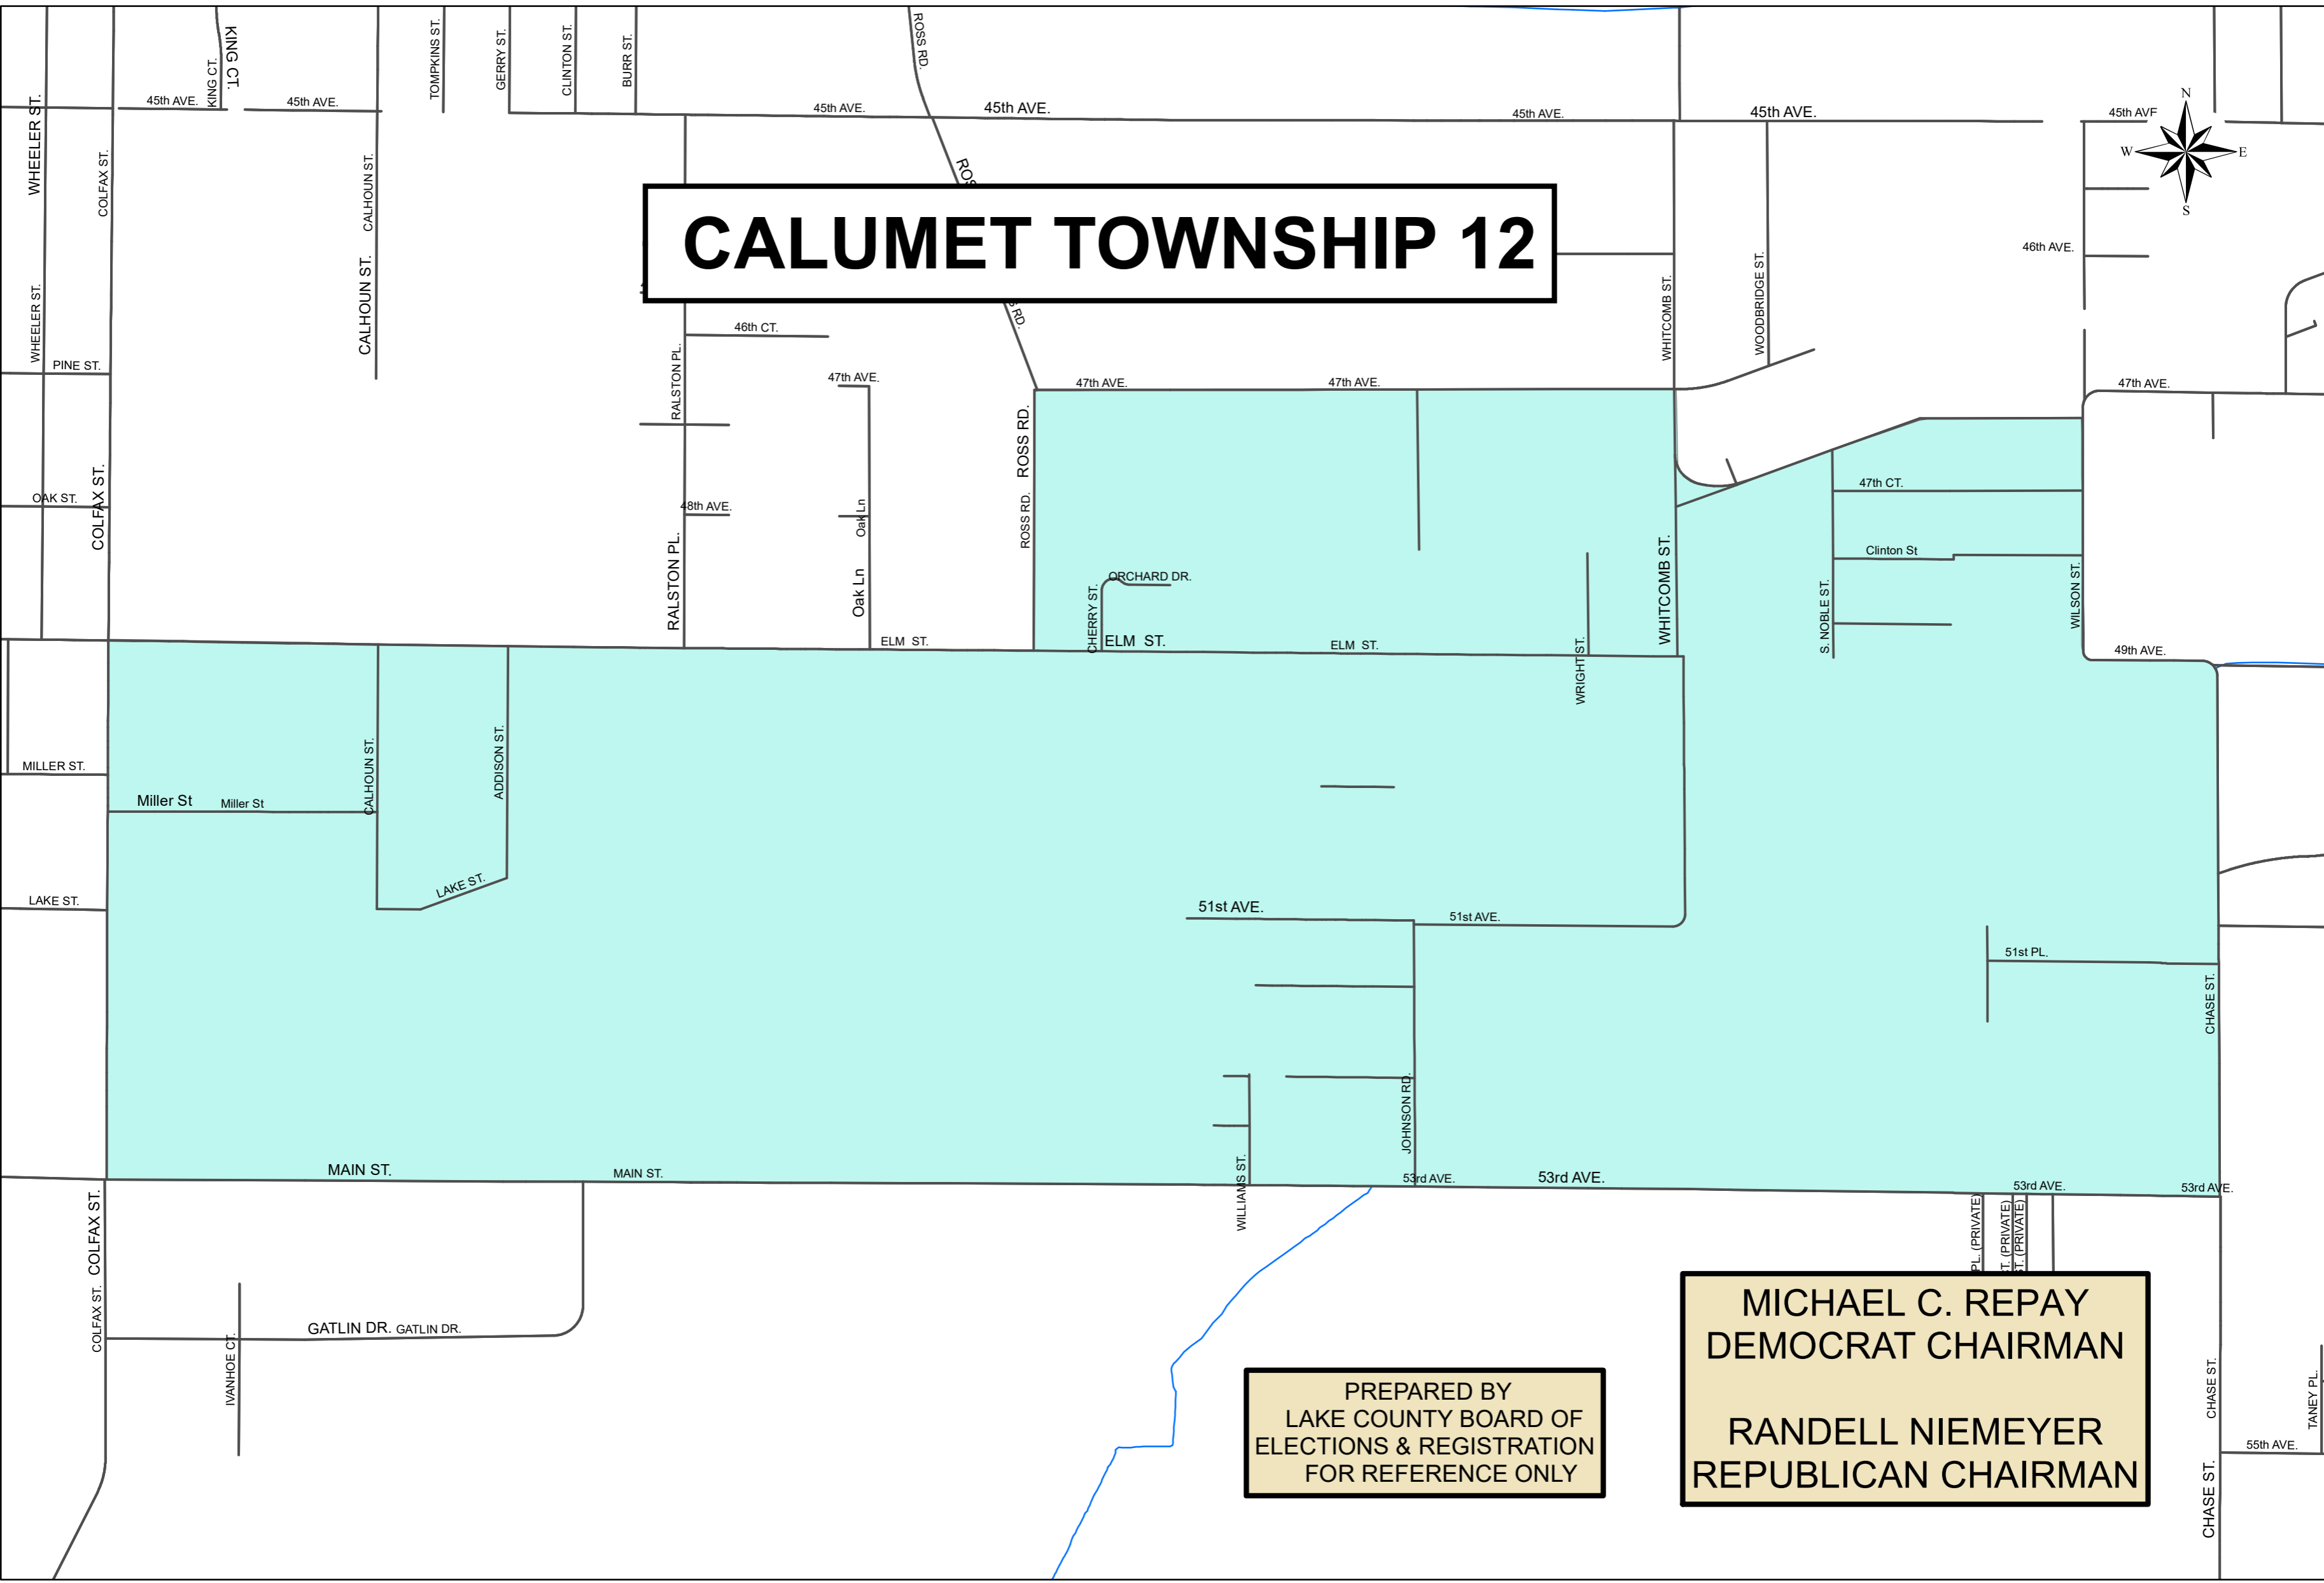 KING CT.
KING CT.
TOMPKINS ST.
GERRY ST.
CLINTON ST.
BURR ST.
ROSS RD.
WHEELER ST.
45th AVE.
45th AVE.
45th AVE.
45th AVE.
45th AVE.
45th AVE.
N
W
E
S
COLFAX ST.
CALHOUN ST.
CALUMET TOWNSHIP 12
46th AVE.
WHEELER ST.
CALHOUN ST.
WHITCOMB ST.
WOODBRIDGE ST.
46th CT.
RALSTON PL.
PINE ST.
47th AVE.
47th AVE.
47th AVE.
47th AVE.
ROSS RD.
OAK ST.
COLFAX ST.
48th AVE.
Oak Ln
ROSS RD.
47th CT.
Clinton St
RALSTON PL.
Oak Ln
CHERRY ST.
ORCHARD DR.
WHITCOMB ST.
S. NOBLE ST.
WILSON ST.
ELM ST.
ELM ST.
ELM ST.
WRIGHT ST.
49th AVE.
MILLER ST.
Miller St
Miller St
CALHOUN ST.
ADDISON ST.
LAKE ST.
LAKE ST.
51st AVE.
51st AVE.
51st PL.
CHASE ST.
JOHNSON RD.
MAIN ST.
MAIN ST.
WILLIAMS ST.
53rd AVE.
53rd AVE.
53rd AVE.
53rd AVE.
COLFAX ST.
COLFAX ST.
PL. (PRIVATE)
T. (PRIVATE)
ST. (PRIVATE)
IVANHOE CT.
GATLIN DR.
GATLIN DR.
PREPARED BY
LAKE COUNTY BOARD OF
ELECTIONS & REGISTRATION
FOR REFERENCE ONLY
MICHAEL C. REPAY
DEMOCRAT CHAIRMAN
RANDELL NIEMEYER
REPUBLICAN CHAIRMAN
CHASE ST.
TANEY PL.
55th AVE.
CHASE ST.